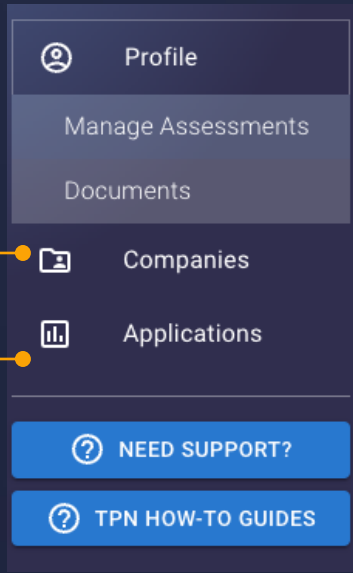 Profile
Manage Assessments
Documents
Companies
Applications
NEED SUPPORT?
TPN HOW-TO GUIDES